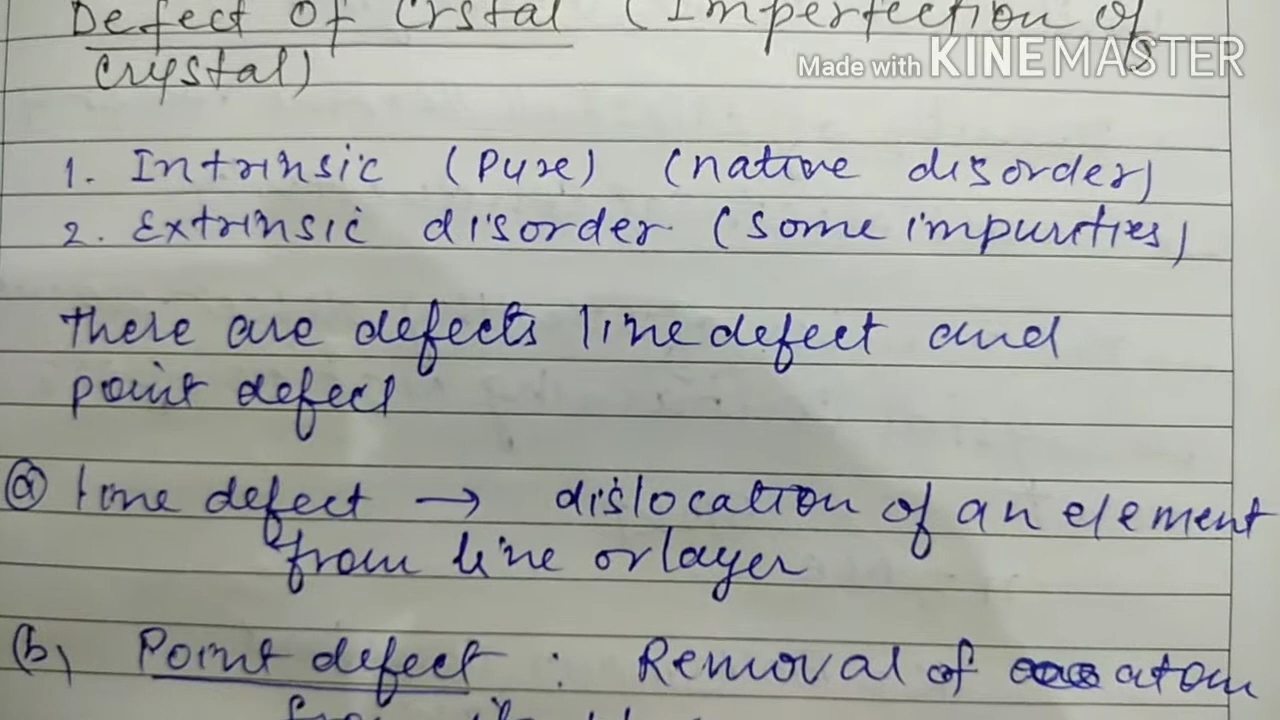 Defect Of Crstal (Imperfection of
Crystal)
Made with KINEMASTER
1. Intrinsic (Pure) (native disorder)
2. Extrinsic disorder (some impurities)
there are defects line defect and
point defect
(a) line defect → dislocation of an element
from line or layer
(b) Point defect : Removal of atom